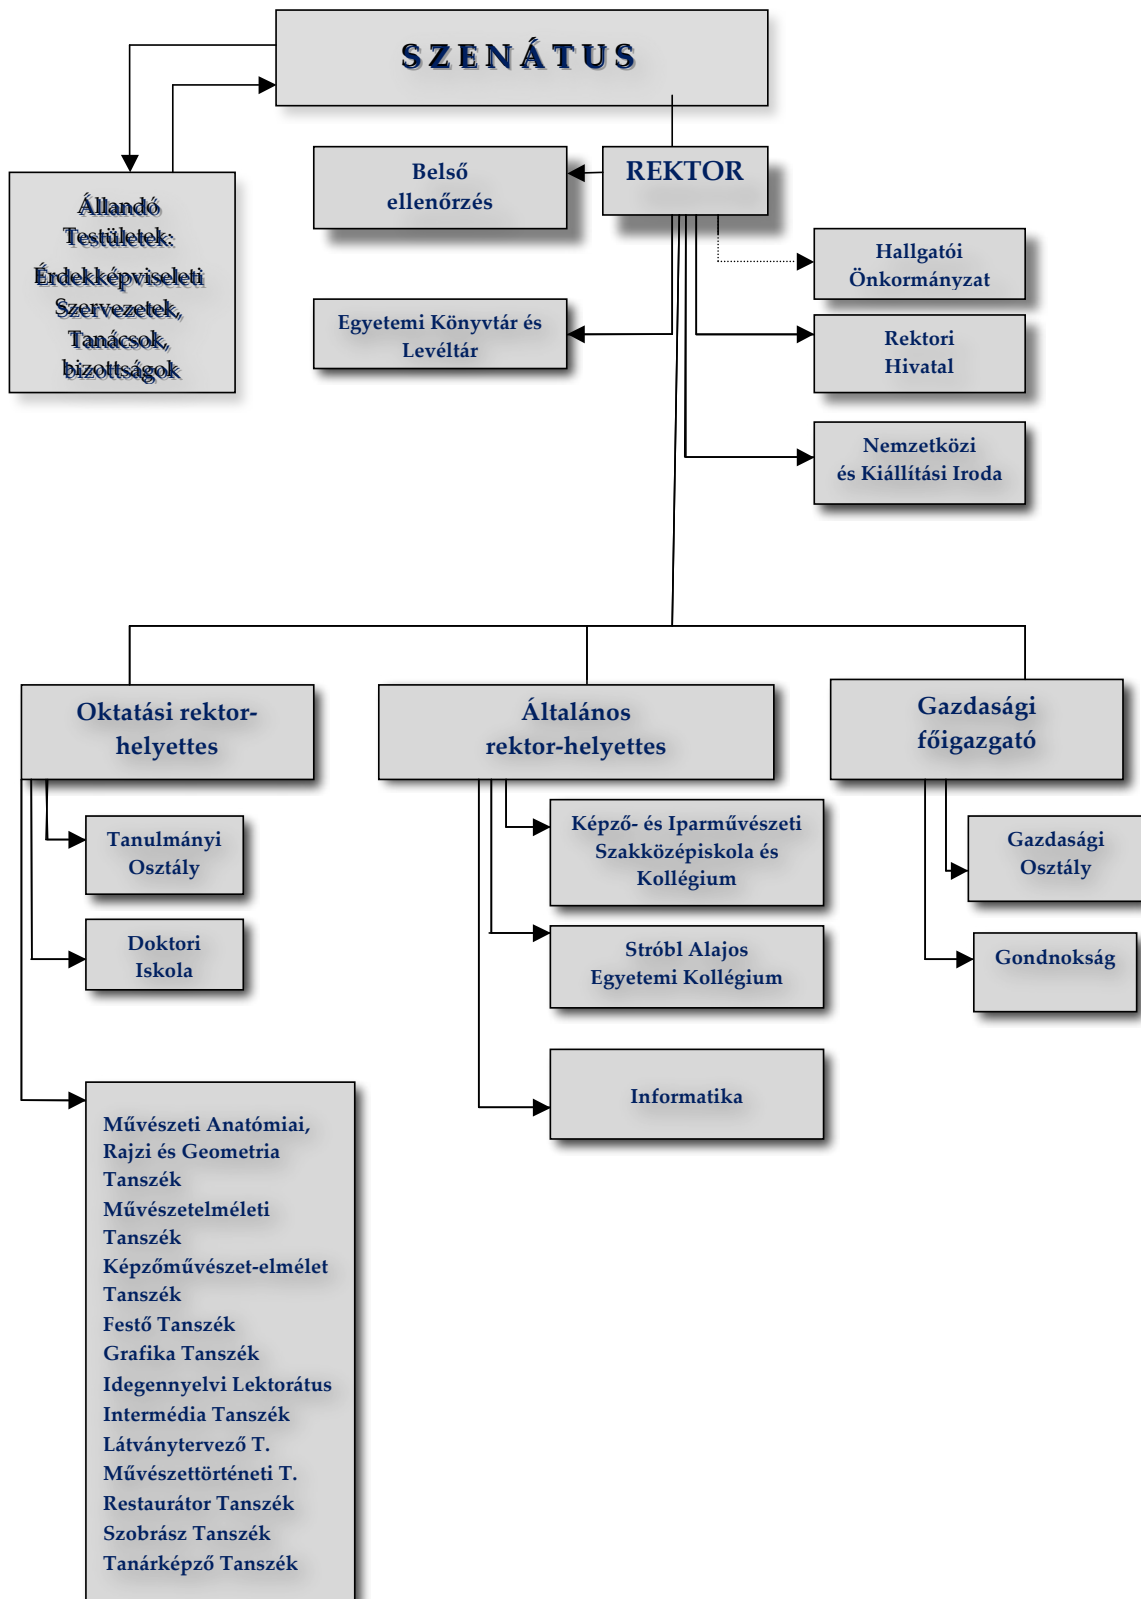 SZENÁTUS
Állandó
Testületek:
Érdekképviseleti
Szervezetek,
Tanácsok,
bizottságok
Belső
ellenőrzés
REKTOR
Hallgatói
Önkormányzat
Egyetemi Könyvtár és
Levéltár
Rektori
Hivatal
Nemzetközi
és Kiállítási Iroda
Oktatási rektor-
helyettes
Általános
rektor-helyettes
Gazdasági
főigazgató
Tanulmányi
Osztály
Doktori
Iskola
Képző- és Iparművészeti
Szakközépiskola és
Kollégium
Stróbl Alajos
Egyetemi Kollégium
Informatika
Gazdasági
Osztály
Gondnokság
Művészeti Anatómiai,
Rajzi és Geometria
Tanszék
Művészetelméleti
Tanszék
Képzőművészet-elmélet
Tanszék
Festő Tanszék
Grafika Tanszék
Idegennyelvi Lektorátus
Intermédia Tanszék
Látványtervező T.
Művészettörténeti T.
Restaurátor Tanszék
Szobrász Tanszék
Tanárképző Tanszék